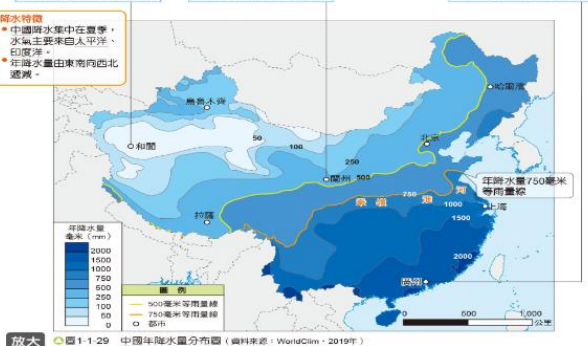 降水特徵
• 中國降水集中在夏季，
水氣主要來自太平洋、
印度洋。
• 年降水量由東南向西北
遞減。
哈爾濱
烏魯木齊
50
和闐
100
北京
250
蘭州
500
年降水量750毫米
等雨量線
750
河
秦嶺
淮
1000
上海
拉薩
1500
年降水量
毫米（mm）
2000
1500
1000
750
500
250
100
50
0
2000
廣州
圖例
500毫米等雨量線
750毫米等雨量線
都市
0
500
1,000
公里
放大
圖1-1-29 中國年降水量分布圖（資料來源：WorldClim，2019年）